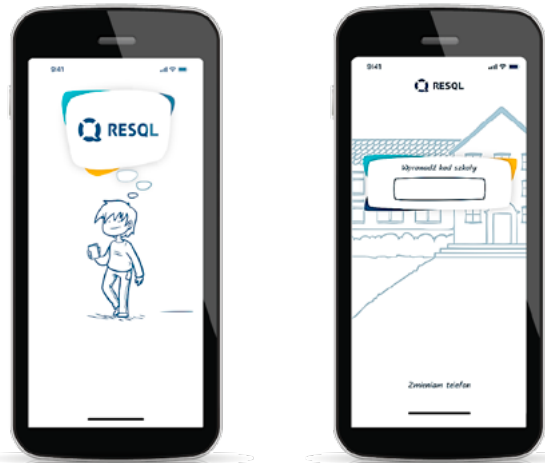 9:41
RESQL
9:41
RESQL
Wprowadź kod szkoły
Zmieniam telefon